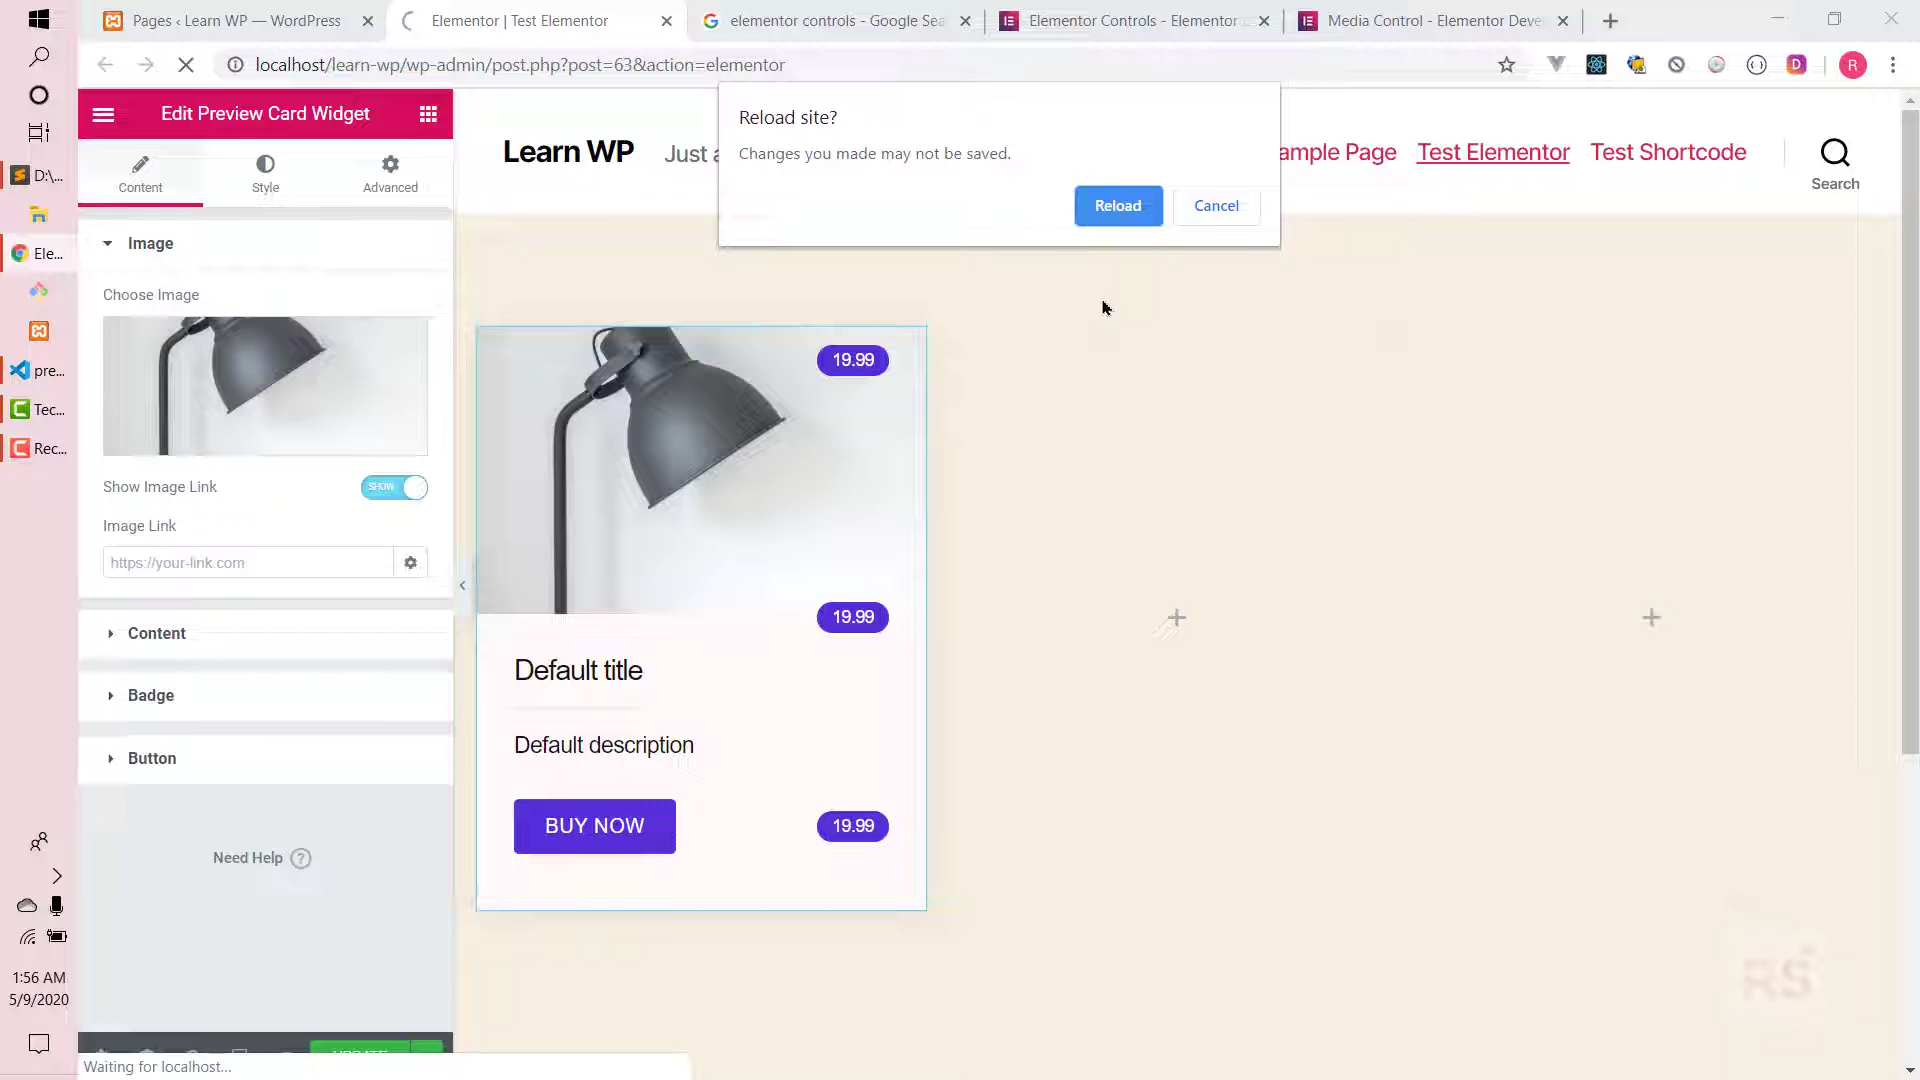 Pages ‹ Learn WP — WordPress
Elementor | Test Elementor
elementor controls - Google Sea
Elementor Controls - Elementor
Media Control - Elementor Deve
localhost/learn-wp/wp-admin/post.php?post=63&action=elementor
R
Edit Preview Card Widget
Content
Style
Advanced
Image
Choose Image
Show Image Link
SHOW
Image Link
https://your-link.com
Content
Badge
Button
Need Help ?
Waiting for localhost...
Reload site?
Changes you made may not be saved.
Reload
Cancel
Learn WP
Just a
ample Page
Test Elementor
Test Shortcode
Search
19.99
19.99
Default title
Default description
BUY NOW
19.99
D:\...
Ele...
pre...
Tec...
Rec...
1:56 AM
5/9/2020
RS